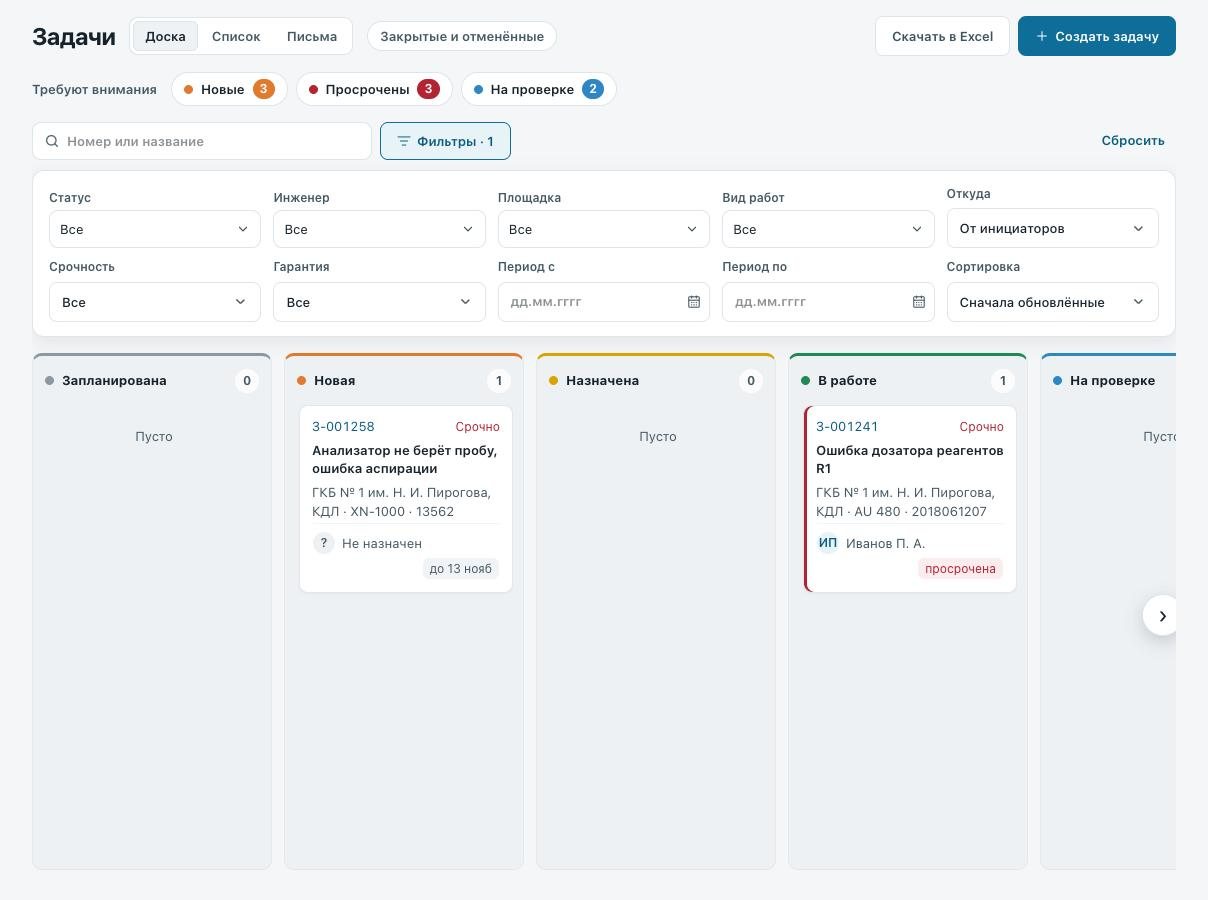 Задачи
Доска
Список
Письма
Закрытые и отменённые
Скачать в Excel
+ Создать задачу
Требуют внимания
Новые 3
Просрочены 3
На проверке 2
Номер или название
Фильтры · 1
Сбросить
Статус
Инженер
Площадка
Вид работ
Откуда
Все
Все
Все
Все
От инициаторов
Срочность
Гарантия
Период с
Период по
Сортировка
Все
Все
дд.мм.гггг
дд.мм.гггг
Сначала обновлённые
Запланирована 0
Пусто
Новая 1
З-001258 Срочно
Анализатор не берёт пробу,
ошибка аспирации
ГКБ № 1 им. Н. И. Пирогова,
КДЛ · XN-1000 · 13562
? Не назначен
до 13 нояб
Назначена 0
Пусто
В работе 1
З-001241 Срочно
Ошибка дозатора реагентов
R1
ГКБ № 1 им. Н. И. Пирогова,
КДЛ · AU 480 · 2018061207
ИП Иванов П. А.
просрочена
На проверке
Пусто